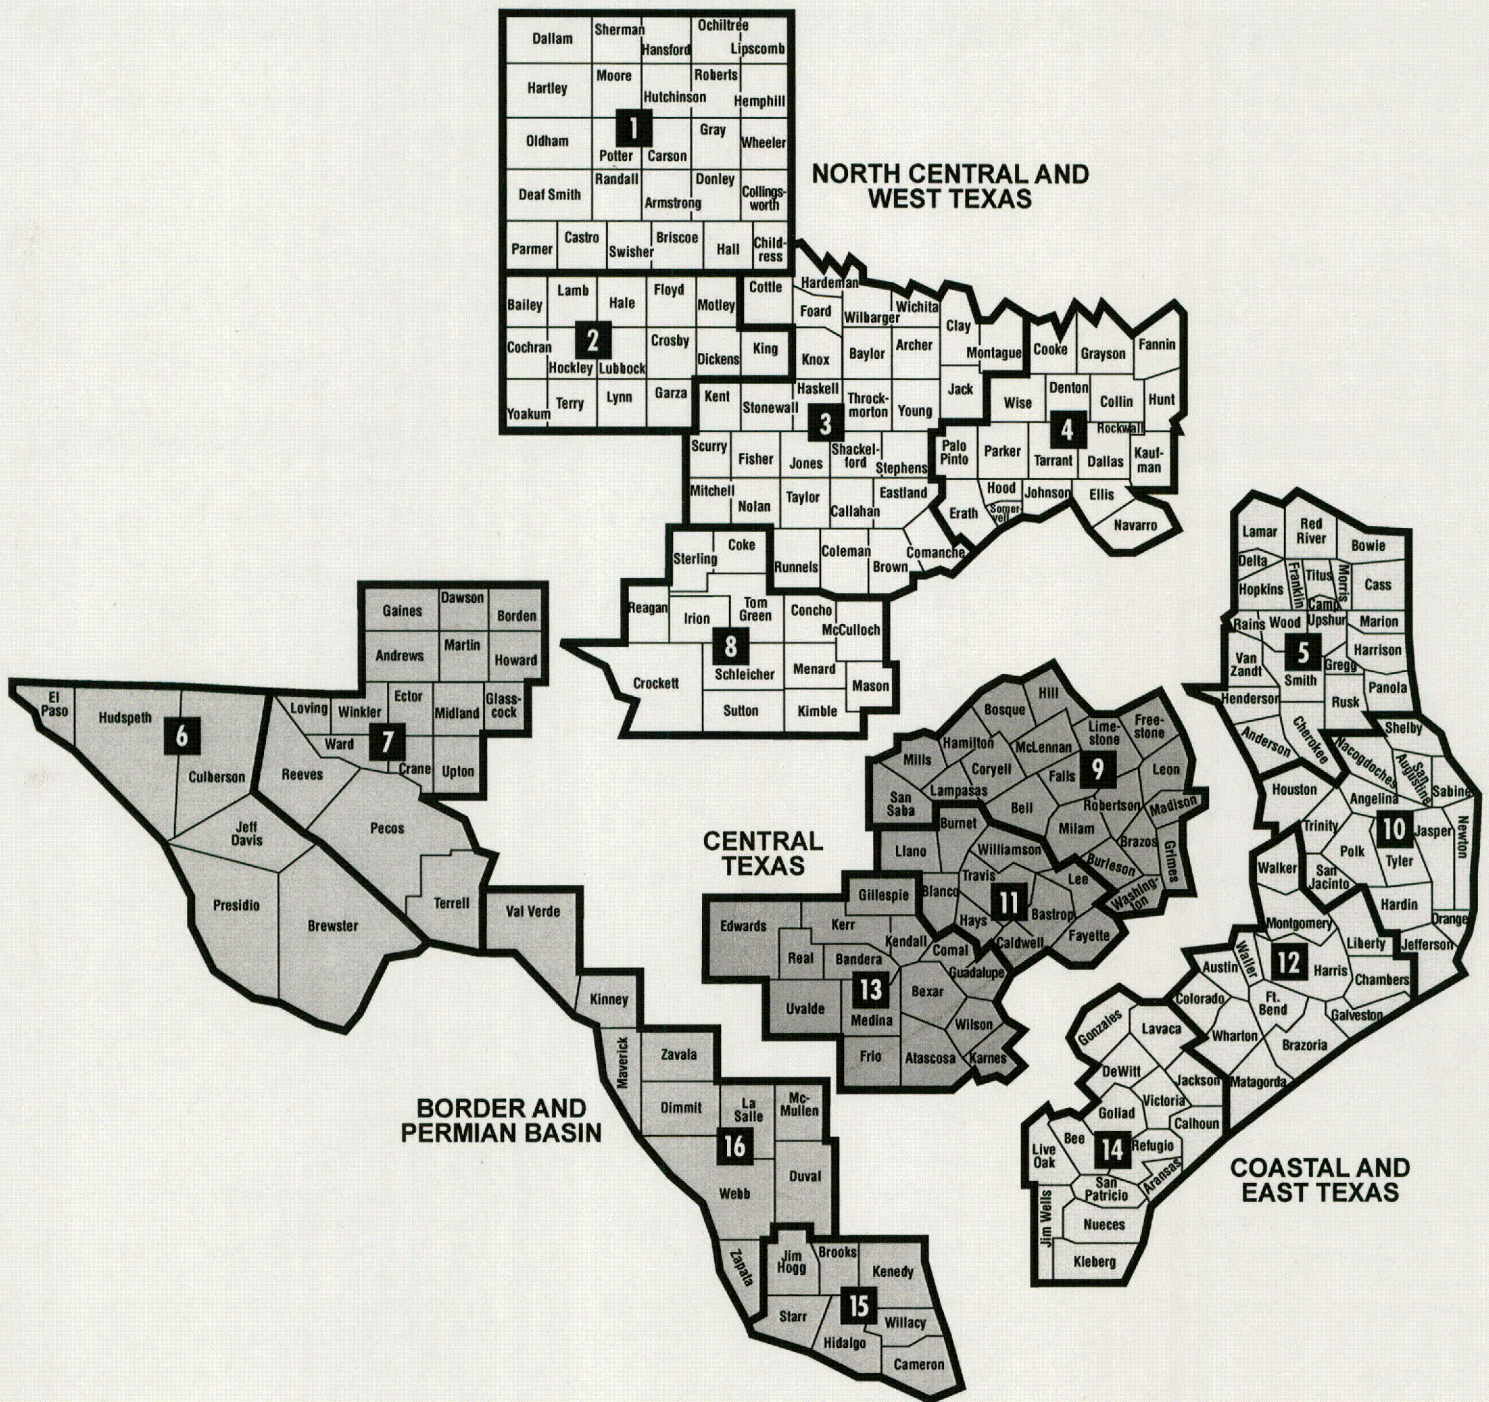 Dallam
Sherman
Hansford
Ochiltree
Lipscomb
Hartley
Moore
Hutchinson
Roberts
Hemphill
1
Oldham
Potter
Carson
Gray
Wheeler
Deaf Smith
Randall
Armstrong
Donley
Collings-
worth
Parmer
Castro
Swisher
Briscoe
Hall
Child-
ress
NORTH CENTRAL AND
WEST TEXAS
Bailey
Lamb
Hale
Floyd
Motley
Cochran
2
Hockley
Lubbock
Crosby
Dickens
King
Yoakum
Terry
Lynn
Garza
Cottle
Hardeman
Foard
Wilbarger
Wichita
Clay
Montague
Knox
Baylor
Archer
Jack
Kent
Stonewall
Haskell
Throck-
morton
Young
3
Scurry
Fisher
Jones
Shackel-
ford
Stephens
Mitchell
Nolan
Taylor
Callahan
Eastland
Runnels
Coleman
Brown
Comanche
Cooke
Grayson
Fannin
Wise
Denton
Collin
Hunt
4
Rockwall
Palo
Pinto
Parker
Tarrant
Dallas
Kauf-
man
Erath
Hood
Somer-
vell
Johnson
Ellis
Navarro
Sterling
Coke
Reagan
Irion
Tom
Green
Concho
McCulloch
8
Crockett
Schleicher
Menard
Mason
Sutton
Kimble
Lamar
Red
River
Bowie
Delta
Hopkins
Franklin
Titus
Morris
Cass
Camp
Rains
Wood
Upshur
Marion
5
Van
Zandt
Smith
Gregg
Harrison
Henderson
Rusk
Panola
Anderson
Cherokee
Gaines
Dawson
Borden
Andrews
Martin
Howard
Loving
Winkler
Ector
Midland
Glass-
cock
7
Ward
Crane
Upton
Reeves
Pecos
Terrell
El
Paso
Hudspeth
6
Culberson
Jeff
Davis
Presidio
Brewster
Hill
Bosque
Lime-
stone
Free-
stone
Hamilton
McLennan
Mills
Coryell
Falls
9
Leon
San
Saba
Lampasas
Bell
Robertson
Madison
Milam
Brazos
Grimes
Burleson
Washing-
ton
CENTRAL
TEXAS
Burnet
Llano
Williamson
Travis
Lee
Blanco
Hays
11
Bastrop
Caldwell
Fayette
Gillespie
Edwards
Kerr
Kendall
Comal
Real
Bandera
Guadalupe
13
Bexar
Uvalde
Medina
Wilson
Frio
Atascosa
Karnes
Shelby
Nacogdoches
San
Augustine
Sabine
Houston
Angelina
Trinity
10
Jasper
Newton
Polk
Tyler
San
Jacinto
Hardin
Orange
Jefferson
Walker
Montgomery
Liberty
Waller
12
Harris
Chambers
Austin
Colorado
Ft.
Bend
Galveston
Wharton
Brazoria
Matagorda
Gonzales
Lavaca
DeWitt
Jackson
Victoria
Goliad
Calhoun
Bee
14
Refugio
Live
Oak
Aransas
San
Patricio
Jim Wells
Nueces
Kleberg
COASTAL AND
EAST TEXAS
Val Verde
Kinney
Maverick
Zavala
Dimmit
La
Salle
Mc-
Mullen
16
Webb
Duval
Zapata
BORDER AND
PERMIAN BASIN
Jim
Hogg
Brooks
Kenedy
15
Starr
Hidalgo
Willacy
Cameron